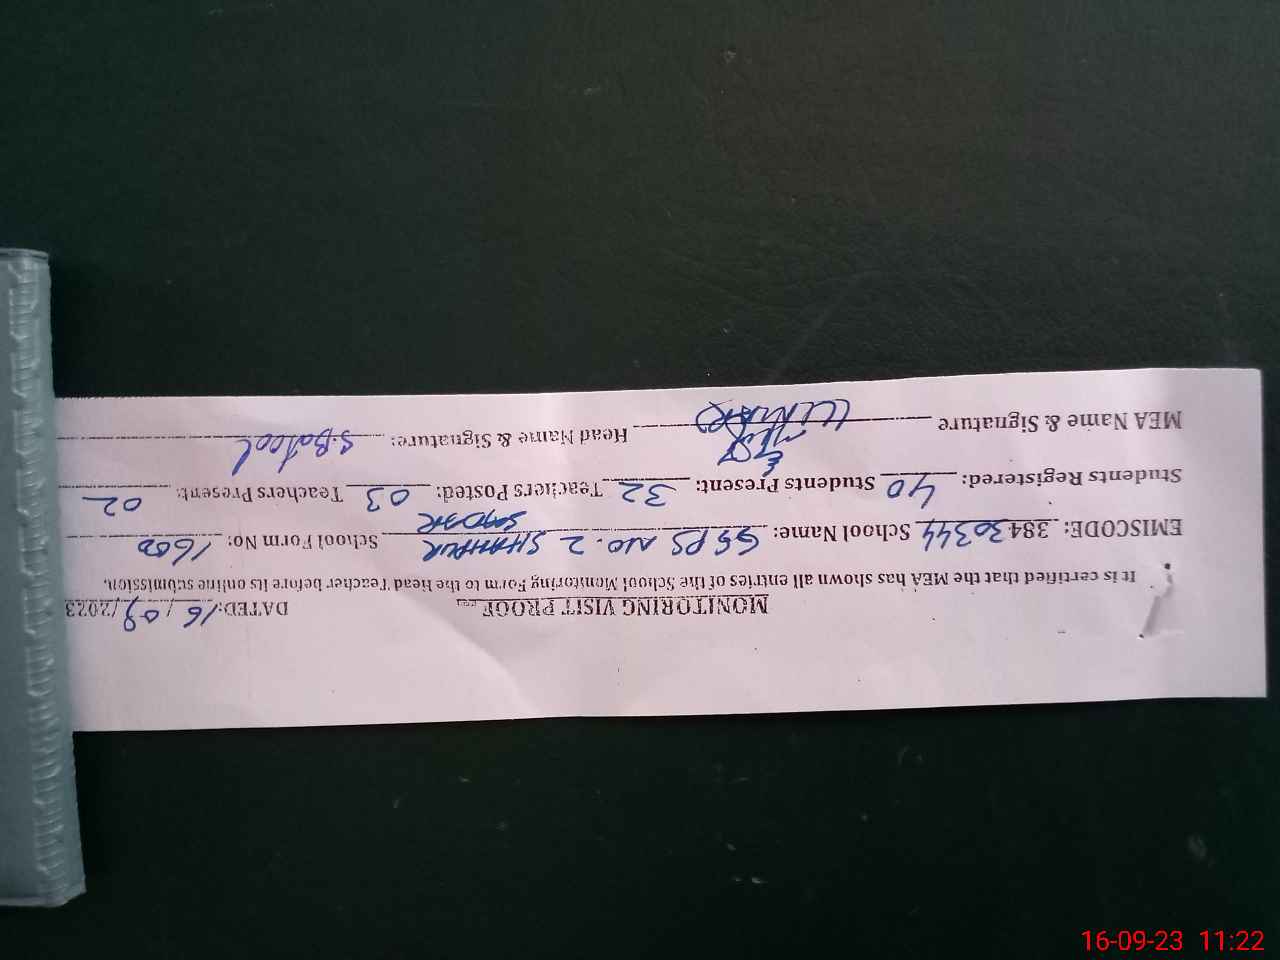 MONITORING VISIT PROOF DATED: 16/09/2023
It is certified that the MEA has shown all entries of the School Monitoring Form to the Head Teacher before its online submission.
EMISCODE: 38430344 School Name: GGPS NO. 2 SHAHPUR SADDAR School Form No: 1600
Students Registered: 40 Students Present: 32 Teachers Posted: 03 Teachers Present: 02
MEA Name & Signature Head Name & Signature: S.Batool
16-09-23 11:22